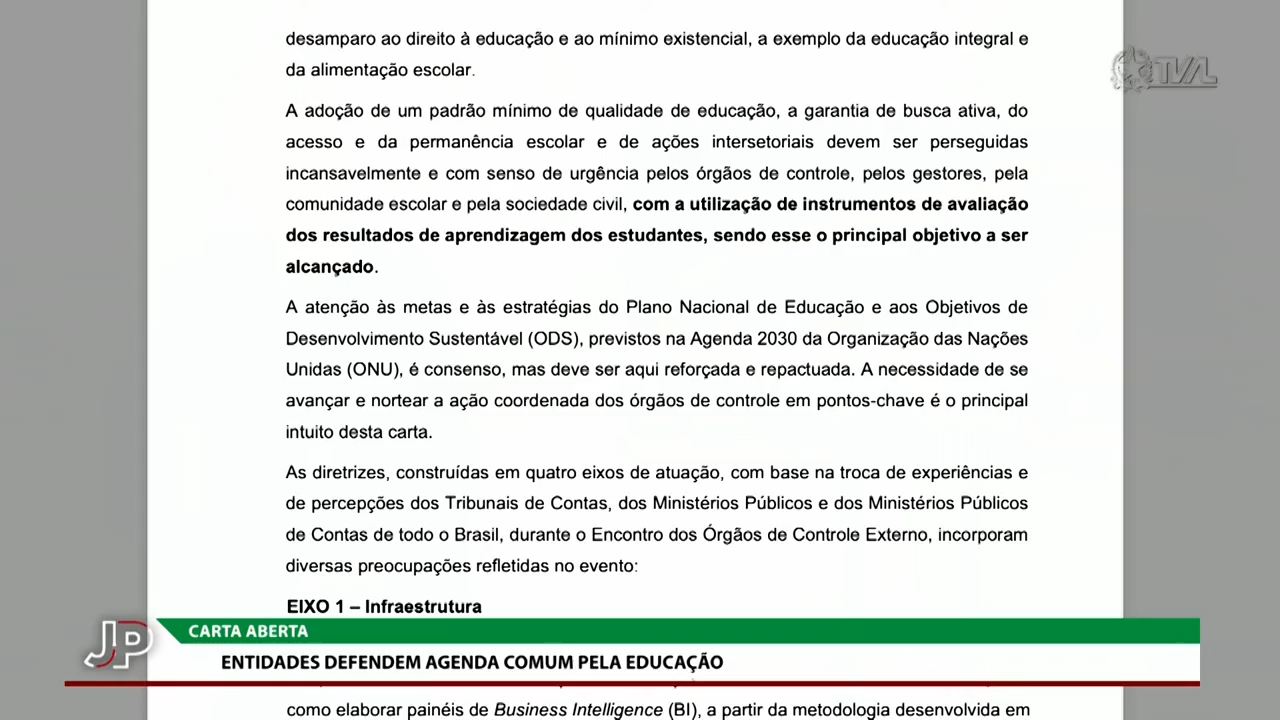 desamparo ao direito à educação e ao mínimo existencial, a exemplo da educação integral e
da alimentação escolar.
A adoção de um padrão mínimo de qualidade de educação, a garantia de busca ativa, do
acesso e da permanência escolar e de ações intersetoriais devem ser perseguidas
incansavelmente e com senso de urgência pelos órgãos de controle, pelos gestores, pela
comunidade escolar e pela sociedade civil, com a utilização de instrumentos de avaliação
dos resultados de aprendizagem dos estudantes, sendo esse o principal objetivo a ser
alcançado.
A atenção às metas e às estratégias do Plano Nacional de Educação e aos Objetivos de
Desenvolvimento Sustentável (ODS), previstos na Agenda 2030 da Organização das Nações
Unidas (ONU), é consenso, mas deve ser aqui reforçada e repactuada. A necessidade de se
avançar e nortear a ação coordenada dos órgãos de controle em pontos-chave é o principal
intuito desta carta.
As diretrizes, construídas em quatro eixos de atuação, com base na troca de experiências e
de percepções dos Tribunais de Contas, dos Ministérios Públicos e dos Ministérios Públicos
de Contas de todo o Brasil, durante o Encontro dos Órgãos de Controle Externo, incorporam
diversas preocupações refletidas no evento:
EIXO 1 – Infraestrutura
como elaborar painéis de Business Intelligence (BI), a partir da metodologia desenvolvida em
TVAL
JP
CARTA ABERTA
ENTIDADES DEFENDEM AGENDA COMUM PELA EDUCAÇÃO